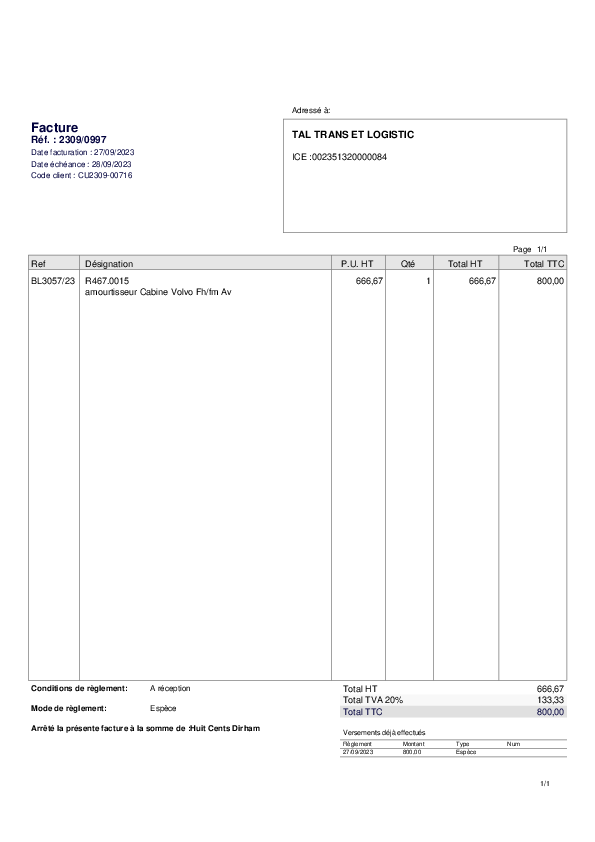 Adressé à:
Facture
Réf. : 2309/0997
Date facturation : 27/09/2023
Date échéance : 28/09/2023
Code client : CU2309-00716
TAL TRANS ET LOGISTIC
ICE :002351320000084
Page 1/1
Ref Désignation P.U. HT Qté Total HT Total TTC
BL3057/23 R467.0015 666,67 1 666,67 800,00
amourtisseur Cabine Volvo Fh/fm Av
Conditions de règlement: A réception
Mode de règlement: Espèce
Arrêté la présente facture à la somme de :Huit Cents Dirham
Total HT 666,67
Total TVA 20% 133,33
Total TTC 800,00
Versements déjà effectués
Règlement Montant Type Num
27/09/2023 800,00 Espèce
1/1